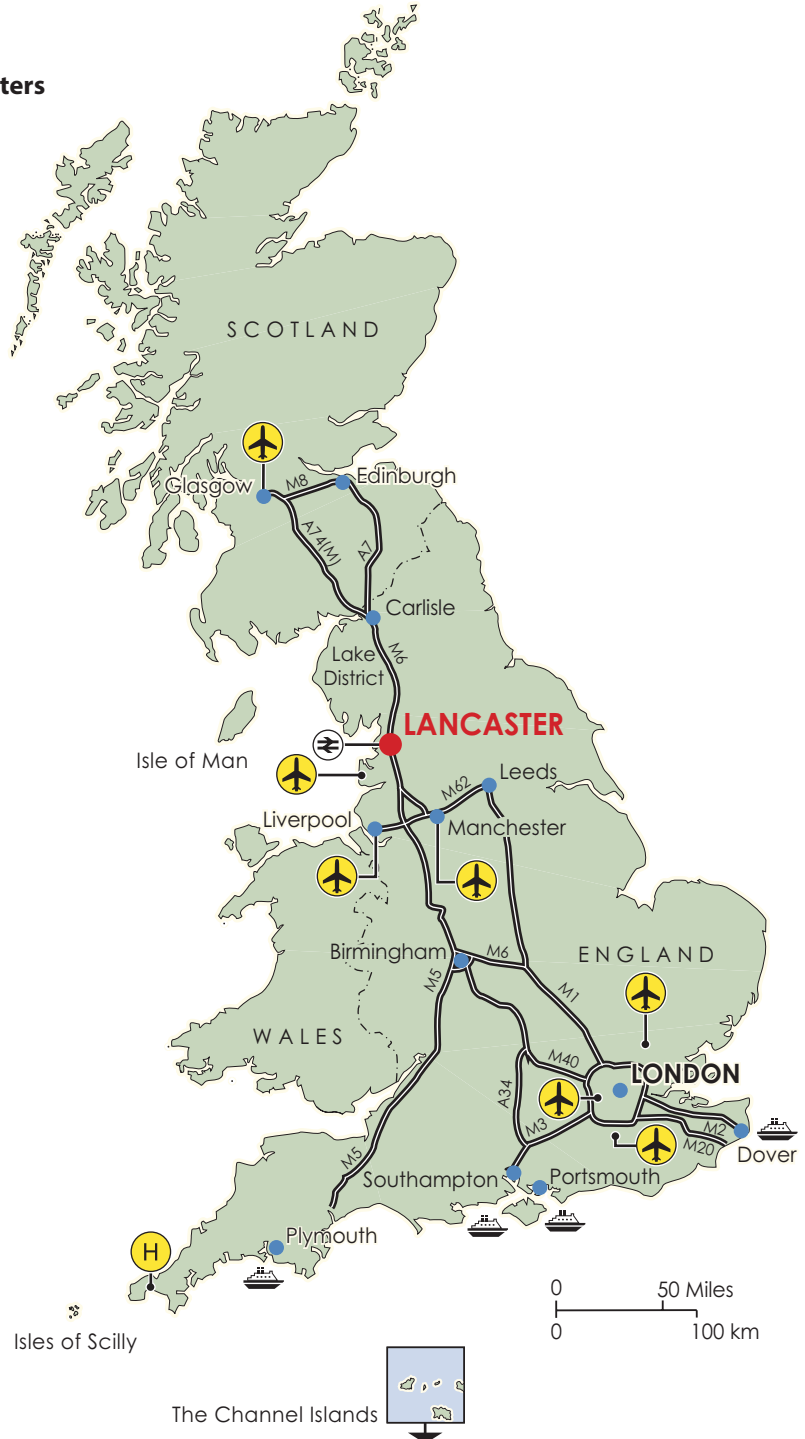 ters
SCOTLAND
Glasgow
M8
Edinburgh
A74(M)
A7
Carlisle
Lake
District
M6
LANCASTER
Isle of Man
Leeds
M62
Liverpool
Manchester
Birmingham
M6
ENGLAND
M5
M1
WALES
M40
LONDON
A34
M3
M2
M20
Dover
M5
Southampton
Portsmouth
H
Plymouth
0 50 Miles
0 100 km
Isles of Scilly
The Channel Islands